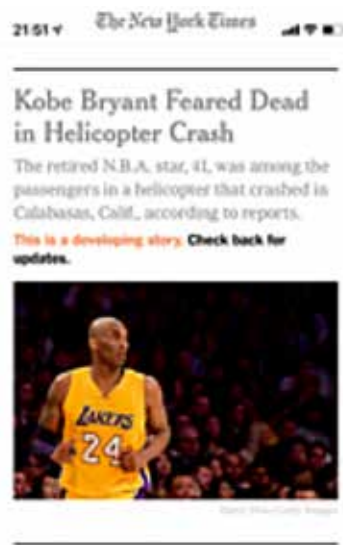 21:51
The New York Times
Kobe Bryant Feared Dead
in Helicopter Crash
The retired N.B.A. star, 41, was among the
passengers in a helicopter that crashed in
Calabasas, Calif., according to reports.
This is a developing story. Check back for
updates.
LAKERS
24